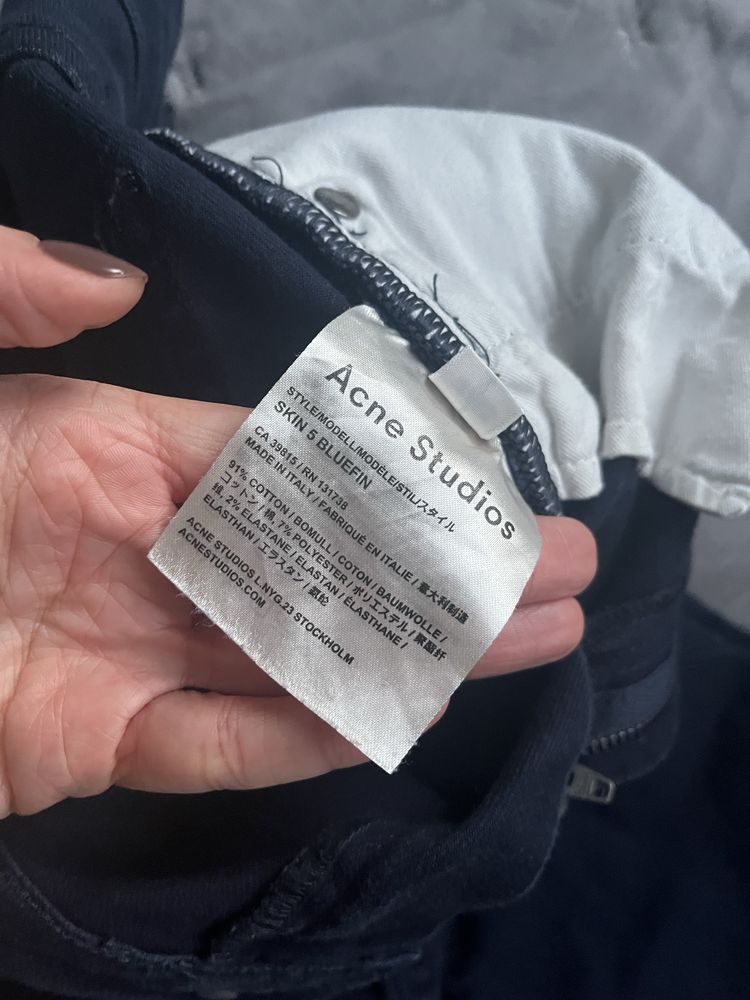 Acne Studios
STYLE/MODELL/MODÈLE/STIL/スタイル
SKIN 5 BLUEFIN
CA 39815 / RN 131738
MADE IN ITALY / FABRIQUÉ EN ITALIE / 意大利制造
91% COTTON / BOMULL / COTON / BAUMWOLLE /
コットン / 棉, 7% POLYESTER / ポリエステル / 聚酯纤
维, 2% ELASTANE / ELASTAN / ÉLASTHANE /
ELASTHAN / エラスタン / 氨纶
ACNE STUDIOS L.NYG.23 STOCKHOLM
ACNESTUDIOS.COM